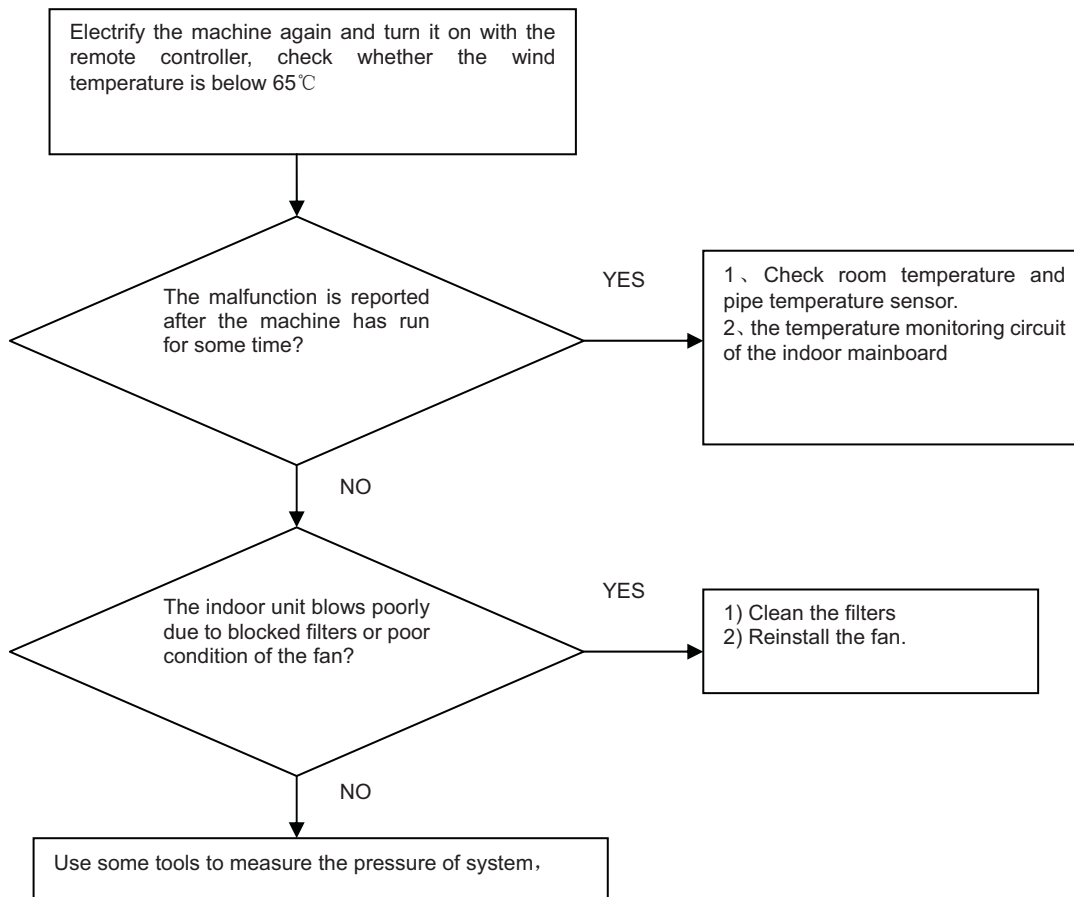 Electrify the machine again and turn it on with the
remote controller, check whether the wind
temperature is below 65℃
The malfunction is reported
after the machine has run
for some time?
YES
1、Check room temperature and
pipe temperature sensor.
2、the temperature monitoring circuit
of the indoor mainboard
NO
The indoor unit blows poorly
due to blocked filters or poor
condition of the fan?
YES
1) Clean the filters
2) Reinstall the fan.
NO
Use some tools to measure the pressure of system，